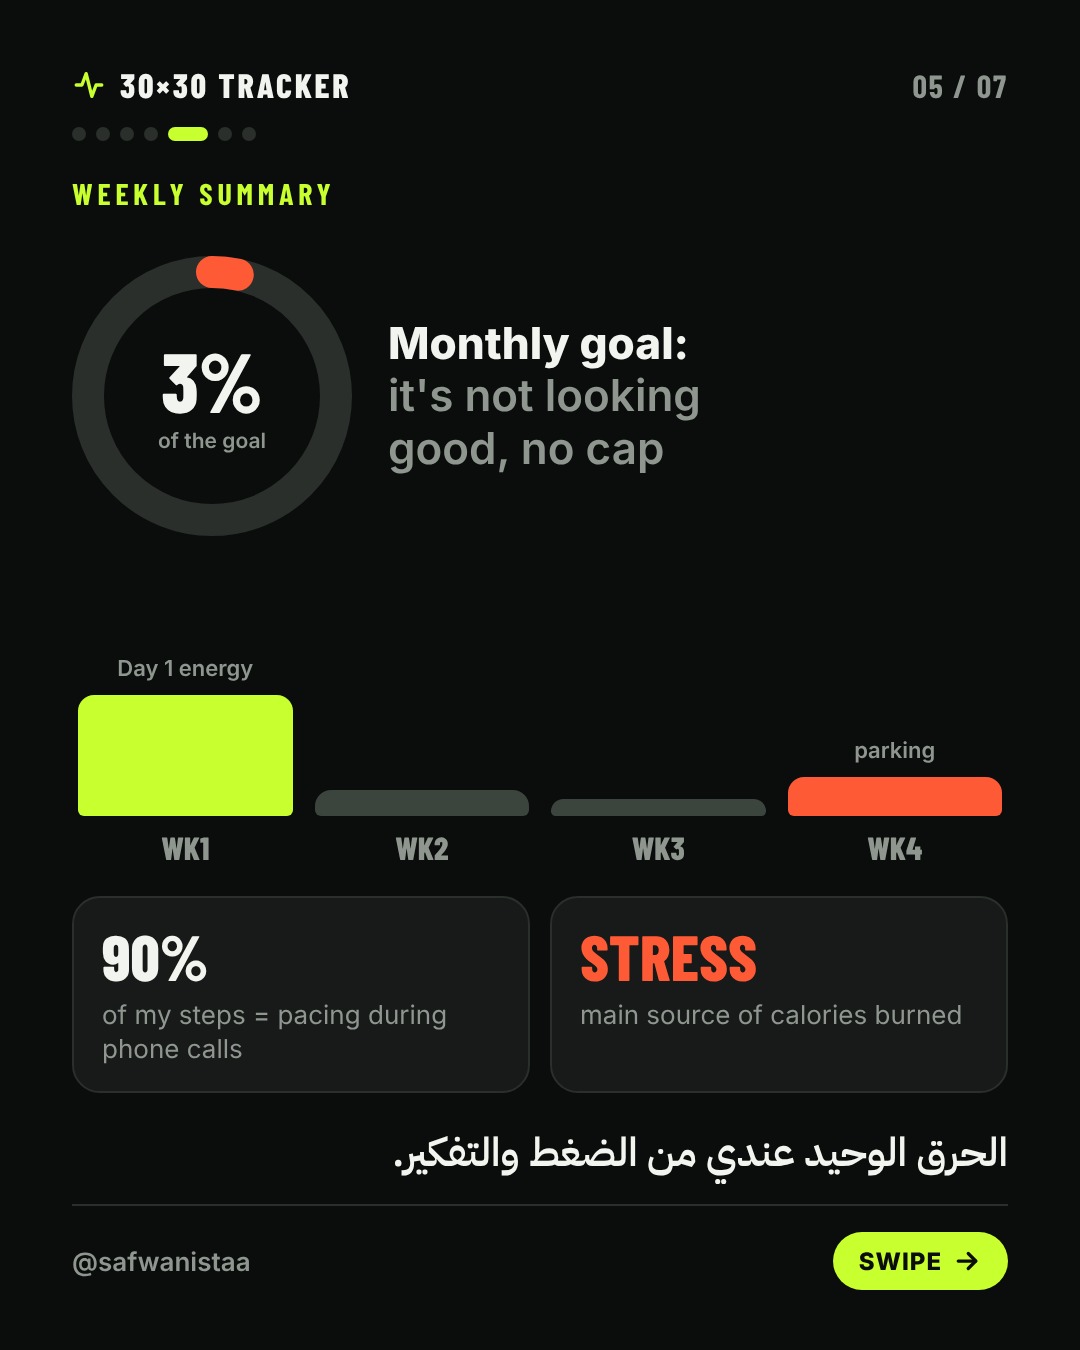 30×30 TRACKER
05 / 07
WEEKLY SUMMARY
3%
of the goal
Monthly goal:
it's not looking
good, no cap
Day 1 energy
parking
WK1
WK2
WK3
WK4
90%
of my steps = pacing during
phone calls
STRESS
main source of calories burned
الحرق الوحيد عندي من الضغط والتفكير.
@safwanistaa
SWIPE →